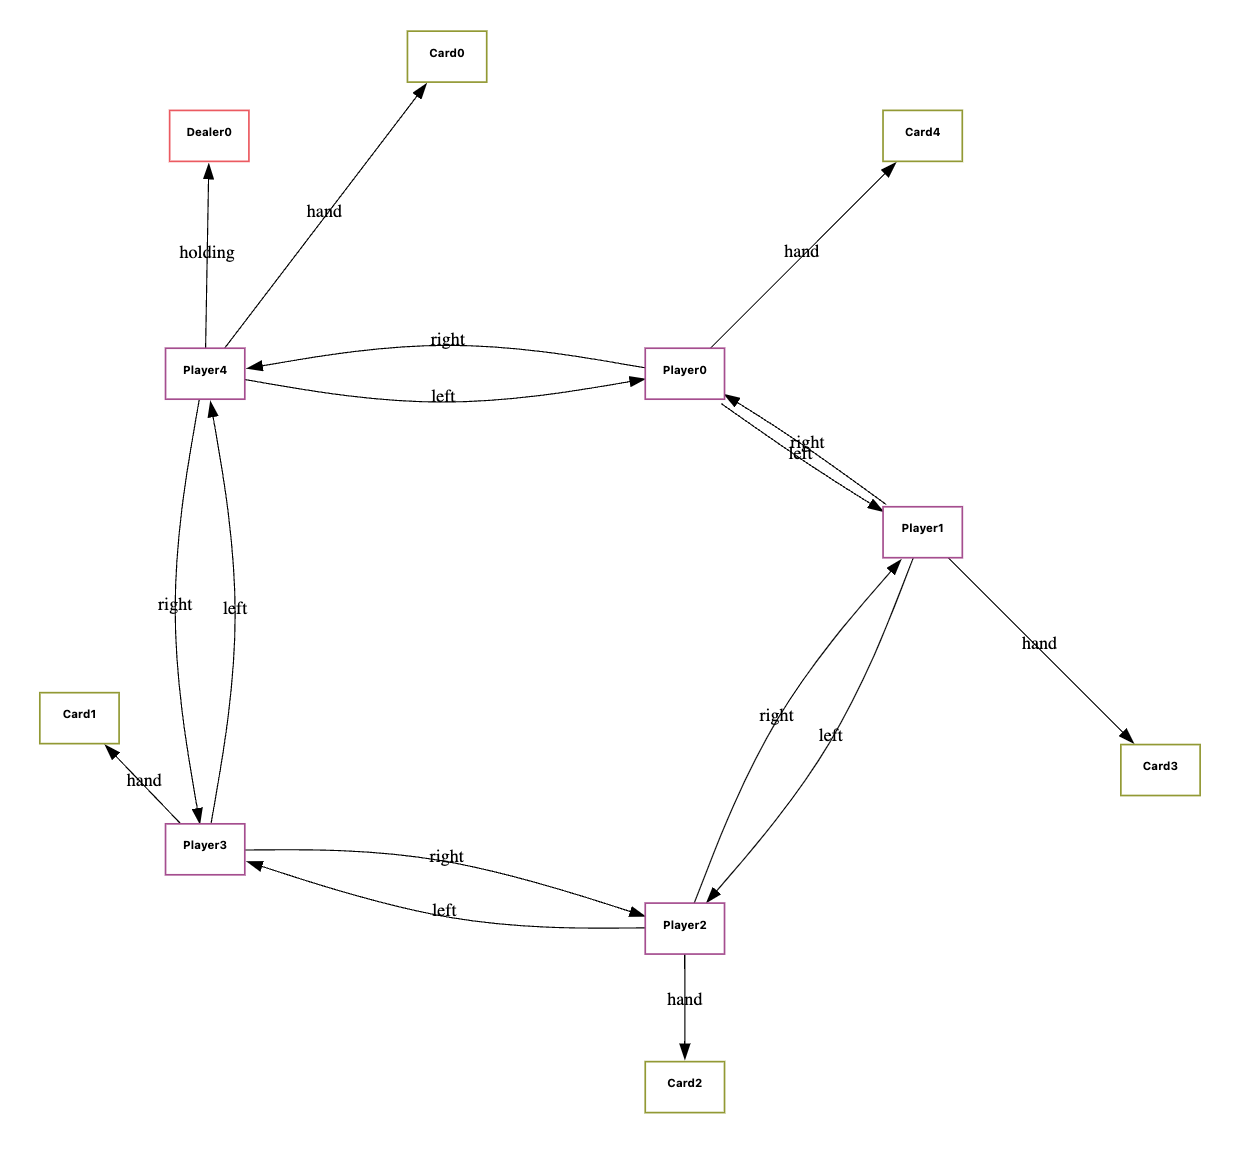 Card0
Dealer0
Card4
hand
holding
hand
right
Player4
Player0
left
right
left
Player1
right
left
hand
Card1
right
left
Card3
hand
Player3
right
left
Player2
hand
Card2